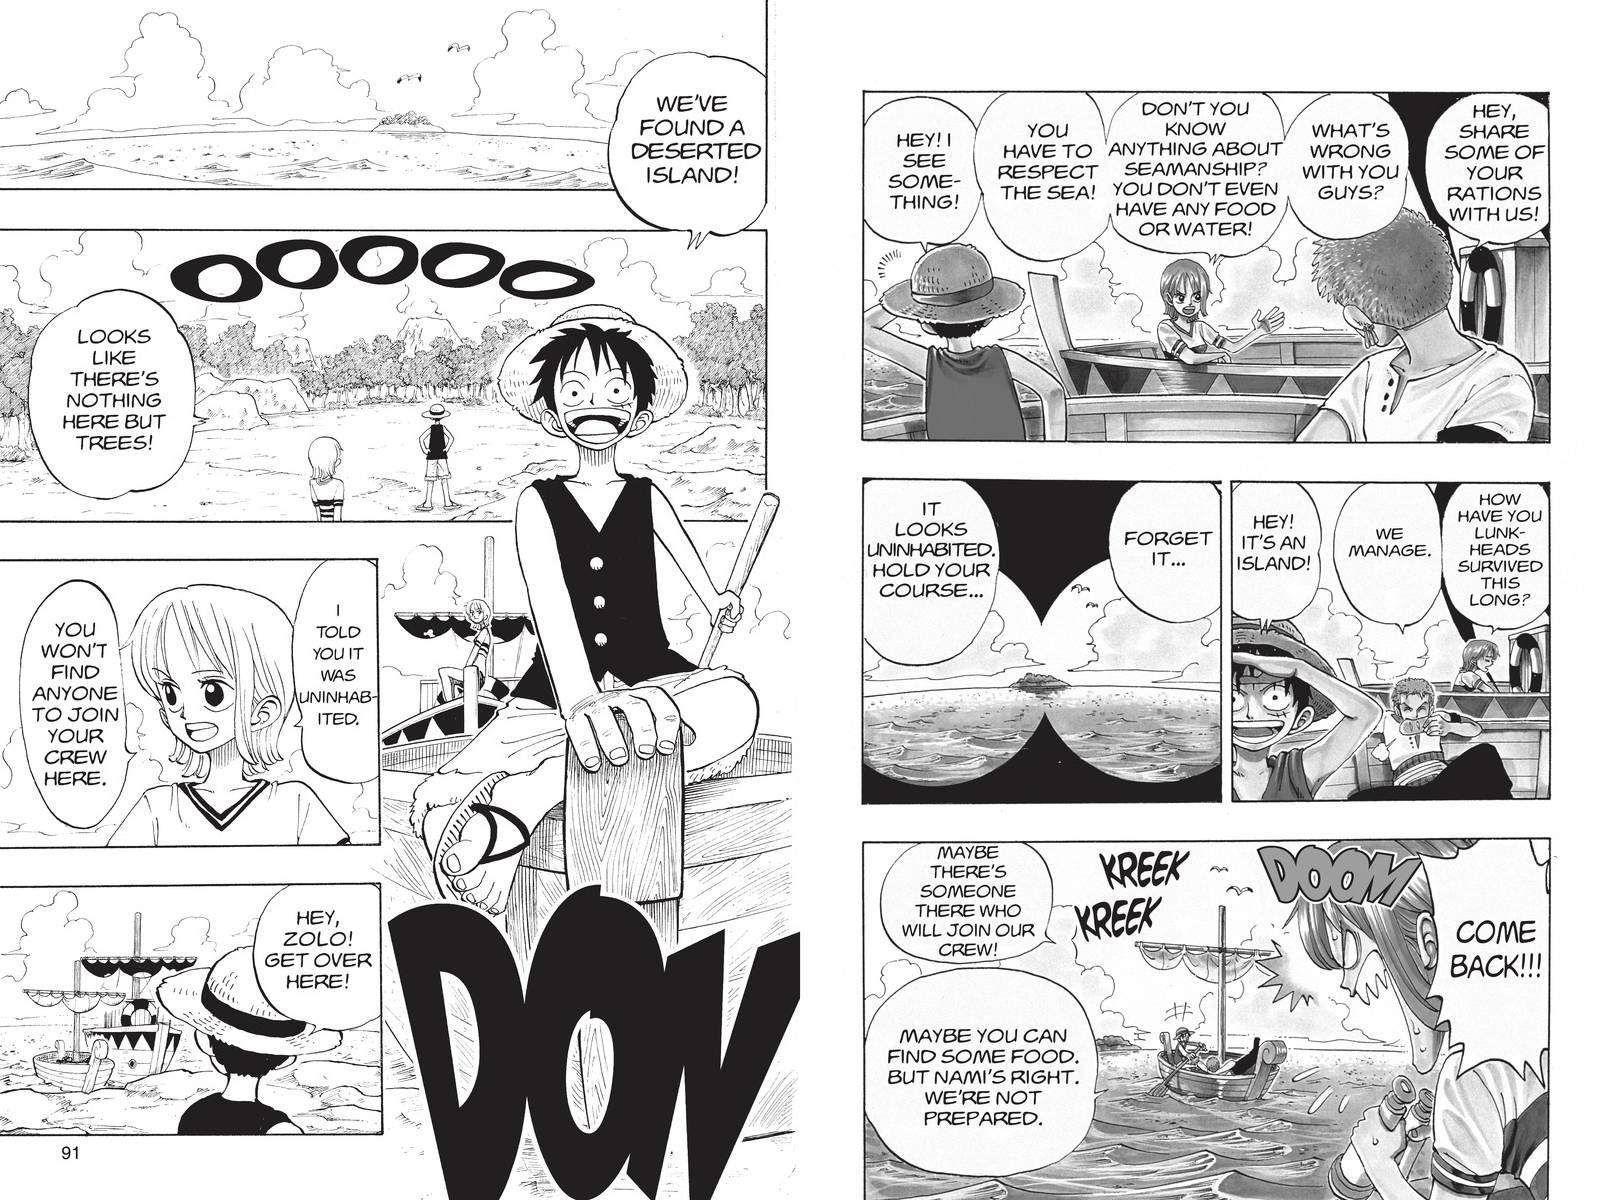 HEY,
SHARE
SOME OF
YOUR
RATIONS
WITH US!
WHAT'S
WRONG
WITH YOU
GUYS?
DON'T YOU
KNOW
ANYTHING ABOUT
SEAMANSHIP?
YOU DON'T EVEN
HAVE ANY FOOD
OR WATER!
YOU
HAVE TO
RESPECT
THE SEA!
HEY! I
SEE
SOME-
THING!
HOW
HAVE YOU
LUNK-
HEADS
SURVIVED
THIS
LONG?
WE
MANAGE.
HEY!
IT'S AN
ISLAND!
FORGET
IT...
IT
LOOKS
UNINHABITED.
HOLD YOUR
COURSE...
COME
BACK!!!
DOOM
KREEK
KREEK
MAYBE
THERE'S
SOMEONE
THERE WHO
WILL JOIN OUR
CREW!
MAYBE YOU CAN
FIND SOME FOOD.
BUT NAMI'S RIGHT.
WE'RE NOT
PREPARED.
WE'VE
FOUND A
DESERTED
ISLAND!
OOOOO
LOOKS
LIKE
THERE'S
NOTHING
HERE BUT
TREES!
I
TOLD
YOU IT
WAS
UNINHAB-
ITED.
YOU
WON'T
FIND
ANYONE
TO JOIN
YOUR
CREW
HERE.
HEY,
ZOLO!
GET OVER
HERE!
DOM
91